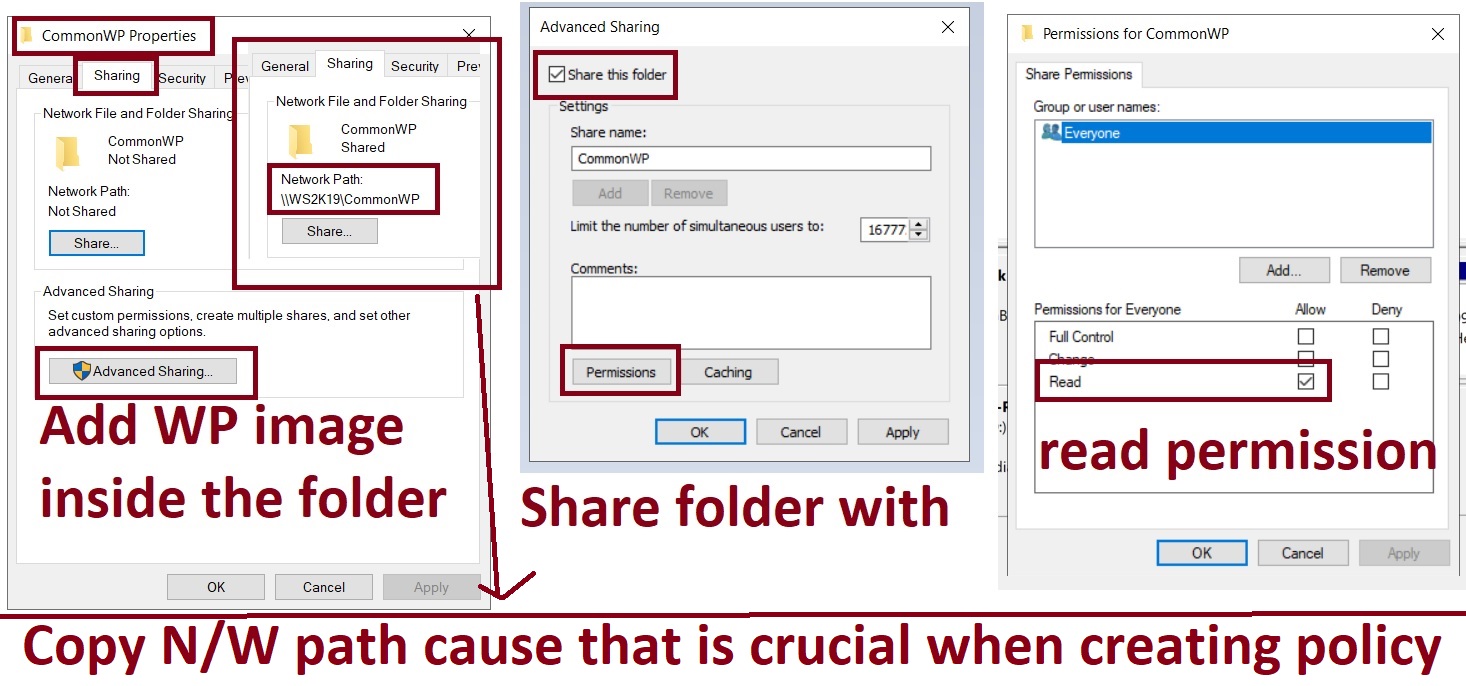 CommonWP Properties
General
Sharing
Security
Network File and Folder Sharing
CommonWP
Not Shared
Network Path:
Not Shared
Share...
Advanced Sharing
Set custom permissions, create multiple shares, and set other
advanced sharing options.
Advanced Sharing...
OK
Cancel
Apply
General
Sharing
Security
Network File and Folder Sharing
CommonWP
Shared
Network Path:
\\WS2K19\CommonWP
Share...
Add WP image
inside the folder
Advanced Sharing
Share this folder
Settings
Share name:
CommonWP
Add
Remove
Limit the number of simultaneous users to:
16777
Comments:
Permissions
Caching
OK
Cancel
Apply
Share folder with
Permissions for CommonWP
Share Permissions
Group or user names:
Everyone
Add...
Remove
Permissions for Everyone
Allow
Deny
Full Control
Change
Read
read permission
OK
Cancel
Apply
Copy N/W path cause that is crucial when creating policy